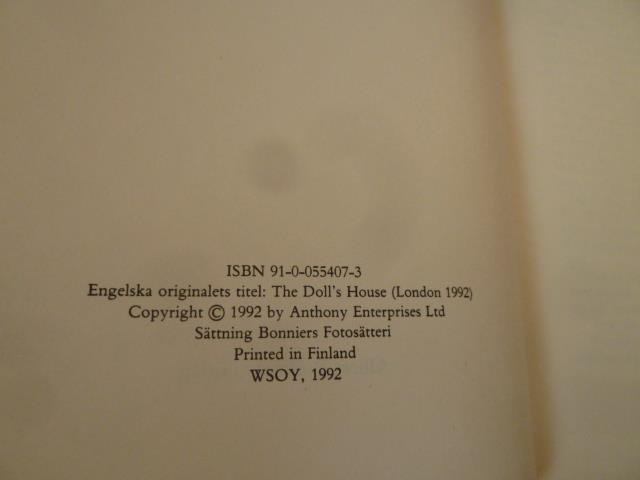 ISBN 91-0-055407-3
Engelska originalets titel: The Doll's House (London 1992)
Copyright © 1992 by Anthony Enterprises Ltd
Sättning Bonniers Fotosätteri
Printed in Finland
WSOY, 1992